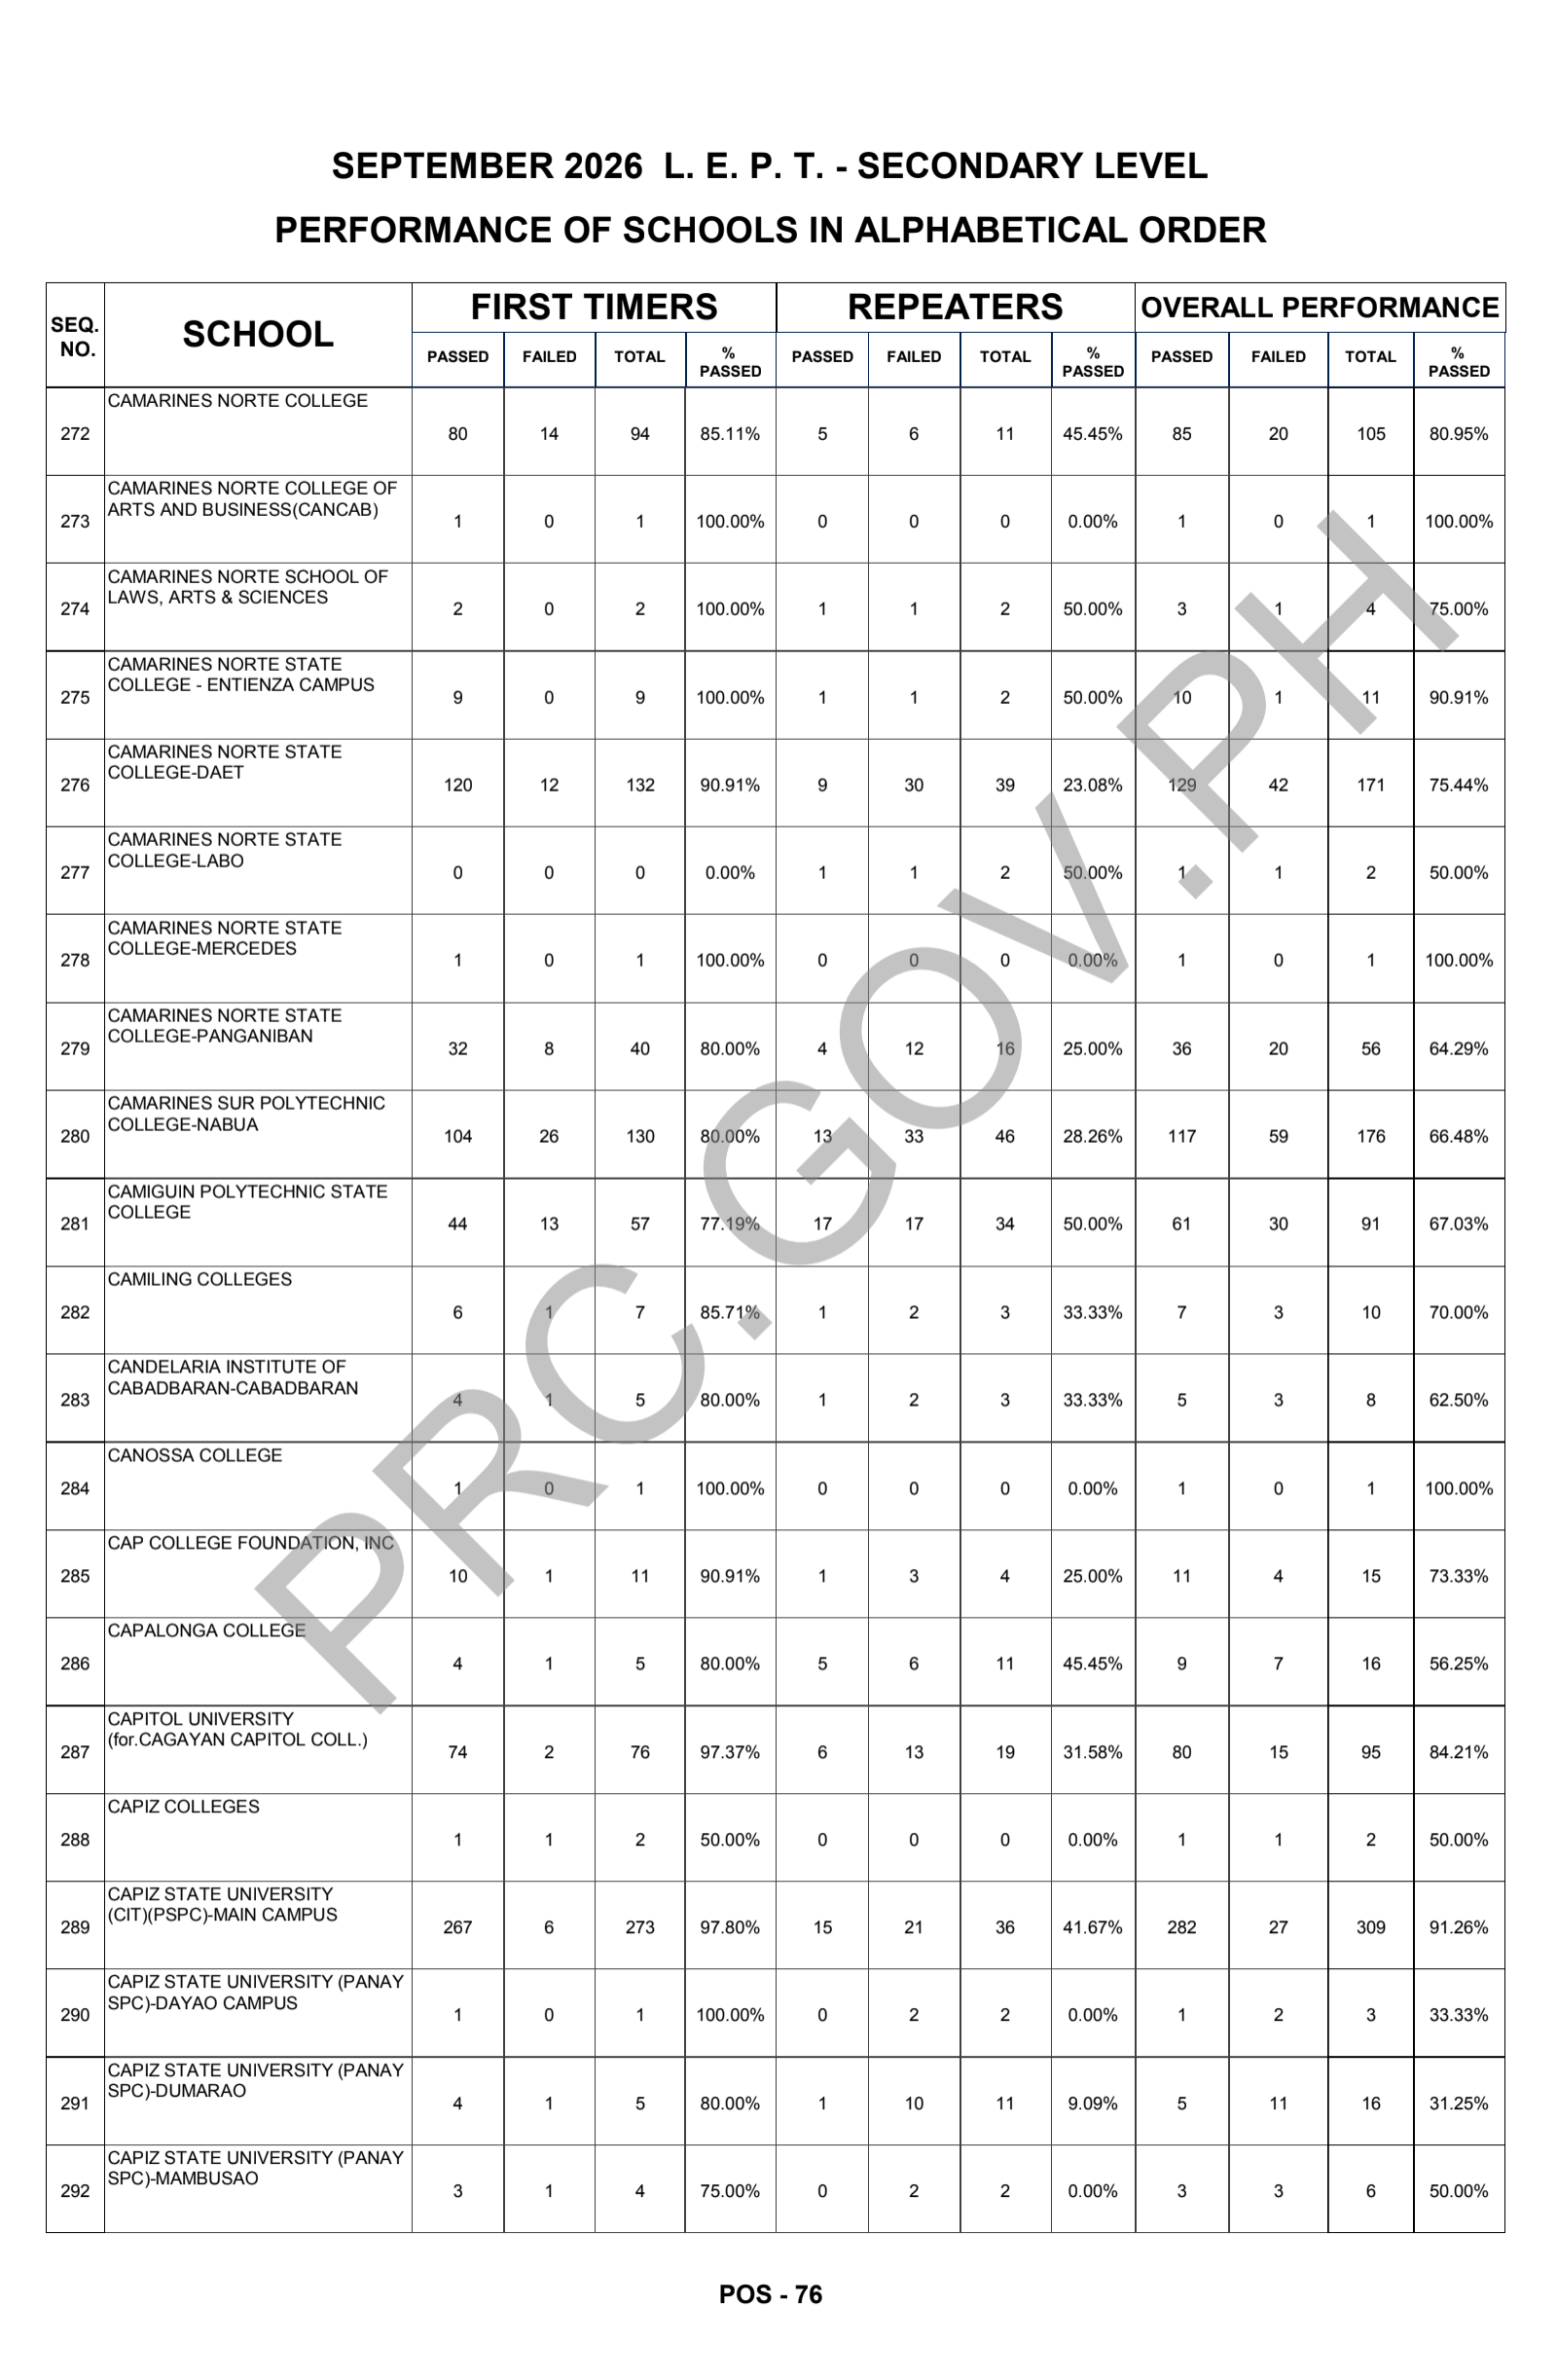 SEPTEMBER 2026 L. E. P. T. - SECONDARY LEVEL
PERFORMANCE OF SCHOOLS IN ALPHABETICAL ORDER
SEQ. NO. SCHOOL FIRST TIMERS REPEATERS OVERALL PERFORMANCE
PASSED FAILED TOTAL % PASSED PASSED FAILED TOTAL % PASSED PASSED FAILED TOTAL % PASSED
CAMARINES NORTE COLLEGE
272 80 14 94 85.11% 5 6 11 45.45% 85 20 105 80.95%
CAMARINES NORTE COLLEGE OF
ARTS AND BUSINESS(CANCAB)
273 1 0 1 100.00% 0 0 0 0.00% 1 0 1 100.00%
CAMARINES NORTE SCHOOL OF
LAWS, ARTS & SCIENCES
274 2 0 2 100.00% 1 1 2 50.00% 3 1 4 75.00%
CAMARINES NORTE STATE
COLLEGE - ENTIENZA CAMPUS
275 9 0 9 100.00% 1 1 2 50.00% 10 1 11 90.91%
CAMARINES NORTE STATE
COLLEGE-DAET
276 120 12 132 90.91% 9 30 39 23.08% 129 42 171 75.44%
CAMARINES NORTE STATE
COLLEGE-LABO
277 0 0 0 0.00% 1 1 2 50.00% 1 1 2 50.00%
CAMARINES NORTE STATE
COLLEGE-MERCEDES
278 1 0 1 100.00% 0 0 0 0.00% 1 0 1 100.00%
CAMARINES NORTE STATE
COLLEGE-PANGANIBAN
279 32 8 40 80.00% 4 12 16 25.00% 36 20 56 64.29%
CAMARINES SUR POLYTECHNIC
COLLEGE-NABUA
280 104 26 130 80.00% 13 33 46 28.26% 117 59 176 66.48%
CAMIGUIN POLYTECHNIC STATE
COLLEGE
281 44 13 57 77.19% 17 17 34 50.00% 61 30 91 67.03%
CAMILING COLLEGES
282 6 1 7 85.71% 1 2 3 33.33% 7 3 10 70.00%
CANDELARIA INSTITUTE OF
CABADBARAN-CABADBARAN
283 4 1 5 80.00% 1 2 3 33.33% 5 3 8 62.50%
CANOSSA COLLEGE
284 1 0 1 100.00% 0 0 0 0.00% 1 0 1 100.00%
CAP COLLEGE FOUNDATION, INC
285 10 1 11 90.91% 1 3 4 25.00% 11 4 15 73.33%
CAPALONGA COLLEGE
286 4 1 5 80.00% 5 6 11 45.45% 9 7 16 56.25%
CAPITOL UNIVERSITY
(for.CAGAYAN CAPITOL COLL.)
287 74 2 76 97.37% 6 13 19 31.58% 80 15 95 84.21%
CAPIZ COLLEGES
288 1 1 2 50.00% 0 0 0 0.00% 1 1 2 50.00%
CAPIZ STATE UNIVERSITY
(CIT)(PSPC)-MAIN CAMPUS
289 267 6 273 97.80% 15 21 36 41.67% 282 27 309 91.26%
CAPIZ STATE UNIVERSITY (PANAY
SPC)-DAYAO CAMPUS
290 1 0 1 100.00% 0 2 2 0.00% 1 2 3 33.33%
CAPIZ STATE UNIVERSITY (PANAY
SPC)-DUMARAO
291 4 1 5 80.00% 1 10 11 9.09% 5 11 16 31.25%
CAPIZ STATE UNIVERSITY (PANAY
SPC)-MAMBUSAO
292 3 1 4 75.00% 0 2 2 0.00% 3 3 6 50.00%
PRC.GOV.PH
POS - 76